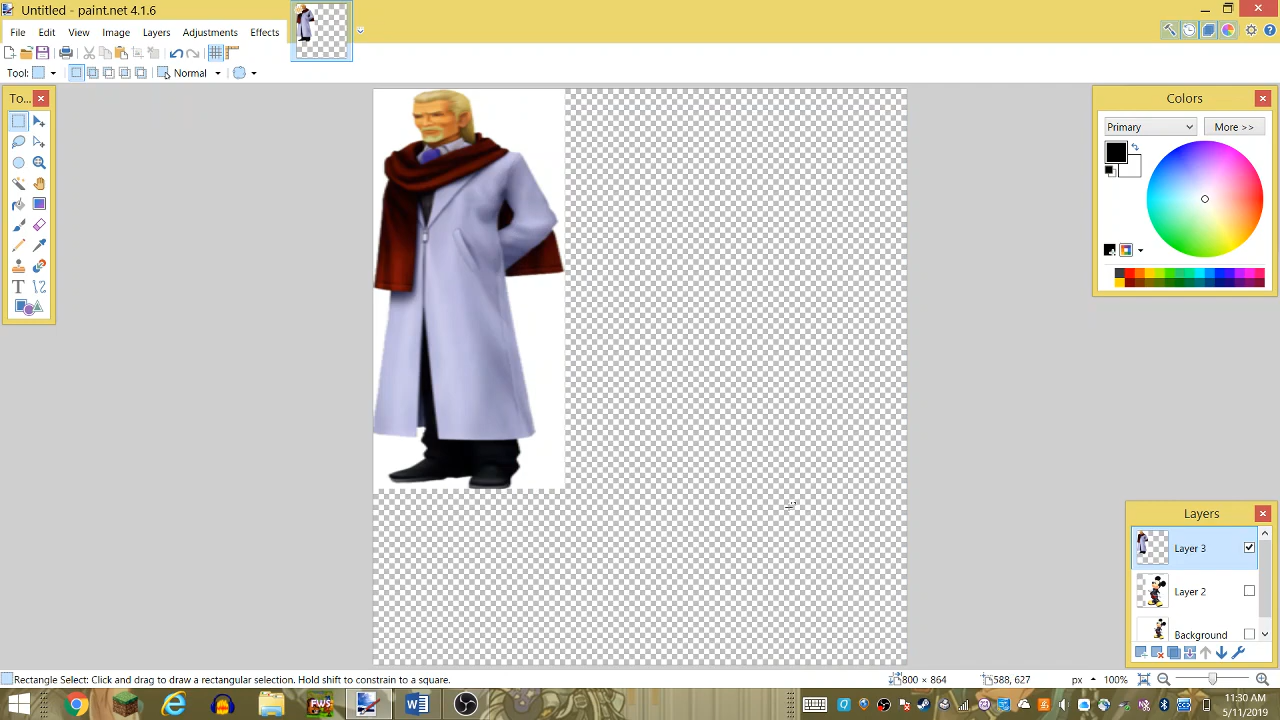 Untitled - paint.net 4.1.6
File Edit View Image Layers Adjustments Effects
Tool: Normal
To...
Colors
Primary More >>
Layers
Layer 3
Layer 2
Background
Rectangle Select: Click and drag to draw a rectangular selection. Hold shift to constrain to a square.
800 × 864 588, 627 px 100%
FWS
11:30 AM
5/11/2019